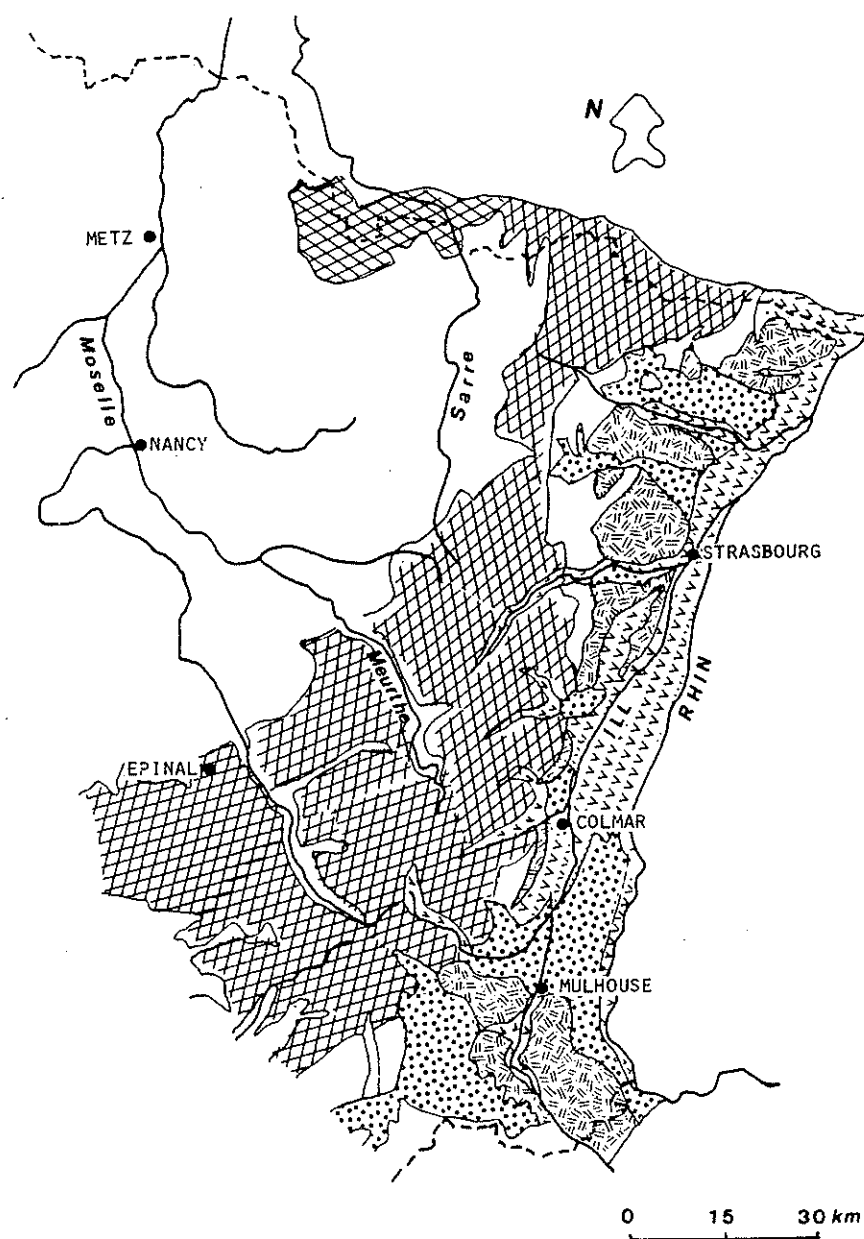 N
METZ
Moselle
Sarre
NANCY
STRASBOURG
Meurthe
ILL
RHIN
EPINAL
COLMAR
MULHOUSE
0 15 30 km